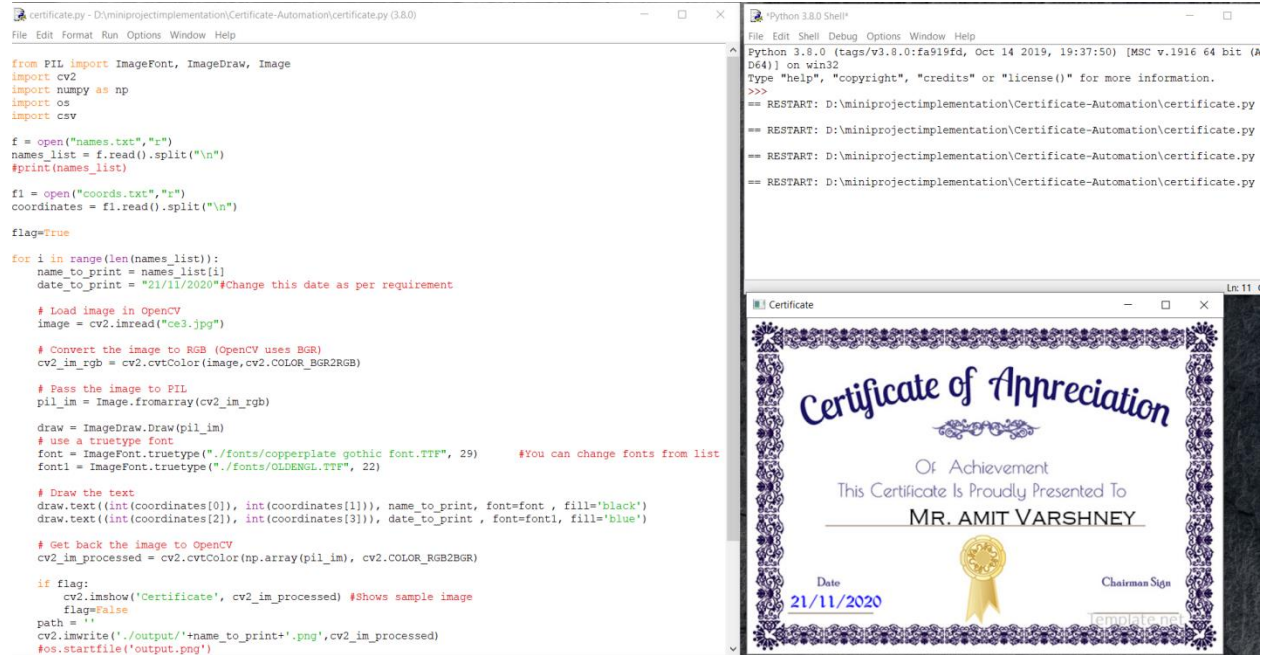 certificate.py - D:\miniprojectimplementation\Certificate-Automation\certificate.py (3.8.0)
File Edit Format Run Options Window Help
from PIL import ImageFont, ImageDraw, Image
import cv2
import numpy as np
import os
import csv
f = open("names.txt","r")
names_list = f.read().split("\n")
#print(names_list)
f1 = open("coords.txt","r")
coordinates = f1.read().split("\n")
flag=True
for i in range(len(names_list)):
    name_to_print = names_list[i]
    date_to_print = "21/11/2020"#Change this date as per requirement
    # Load image in OpenCV
    image = cv2.imread("ce3.jpg")
    # Convert the image to RGB (OpenCV uses BGR)
    cv2_im_rgb = cv2.cvtColor(image,cv2.COLOR_BGR2RGB)
    # Pass the image to PIL
    pil_im = Image.fromarray(cv2_im_rgb)
    draw = ImageDraw.Draw(pil_im)
    # use a truetype font
    font = ImageFont.truetype("./fonts/copperplate gothic font.TTF", 29)      #You can change fonts from list
    font1 = ImageFont.truetype("./fonts/OLDENGL.TTF", 22)
    # Draw the text
    draw.text((int(coordinates[0]), int(coordinates[1])), name_to_print, font=font , fill='black')
    draw.text((int(coordinates[2]), int(coordinates[3])), date_to_print , font=font1, fill='blue')
    # Get back the image to OpenCV
    cv2_im_processed = cv2.cvtColor(np.array(pil_im), cv2.COLOR_RGB2BGR)
    if flag:
        cv2.imshow('Certificate', cv2_im_processed) #Shows sample image
        flag=False
    path = ''
    cv2.imwrite('./output/'+name_to_print+'.png',cv2_im_processed)
    #os.startfile('output.png')
*Python 3.8.0 Shell*
File Edit Shell Debug Options Window Help
Python 3.8.0 (tags/v3.8.0:fa919fd, Oct 14 2019, 19:37:50) [MSC v.1916 64 bit (A
D64)] on win32
Type "help", "copyright", "credits" or "license()" for more information.
>>>
== RESTART: D:\miniprojectimplementation\Certificate-Automation\certificate.py
== RESTART: D:\miniprojectimplementation\Certificate-Automation\certificate.py
== RESTART: D:\miniprojectimplementation\Certificate-Automation\certificate.py
== RESTART: D:\miniprojectimplementation\Certificate-Automation\certificate.py
Ln: 11
Certificate
Certificate of Appreciation
Of Achievement
This Certificate Is Proudly Presented To
MR. AMIT VARSHNEY
Date
Chairman Sign
21/11/2020
Template.net